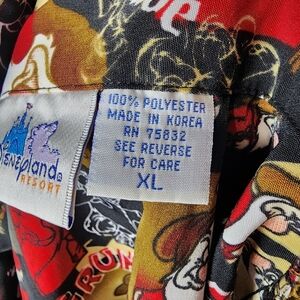 Disneyland®
RESORT
100% POLYESTER
MADE IN KOREA
RN 75832
SEE REVERSE
FOR CARE
XL